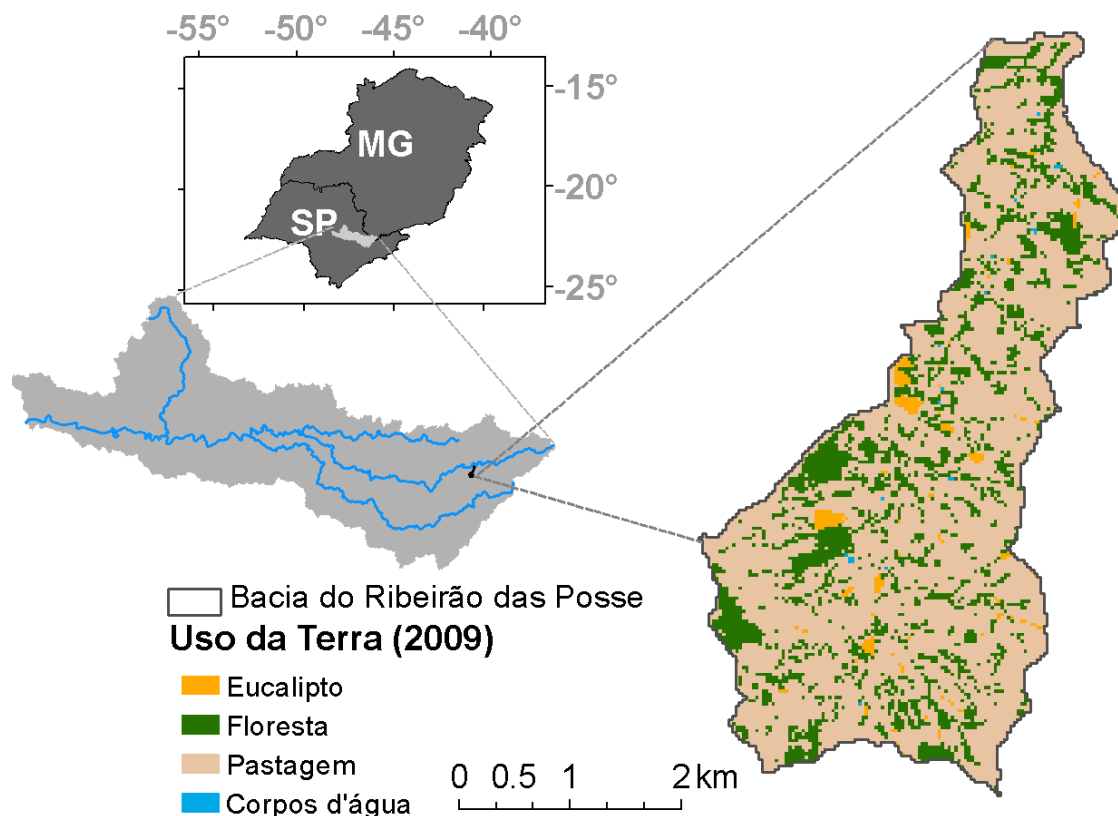 -55° -50° -45° -40°
-15°
MG
-20°
SP
-25°
Bacia do Ribeirão das Posse
Uso da Terra (2009)
Eucalipto
Floresta
Pastagem
Corpos d'água
0 0.5 1 2 km